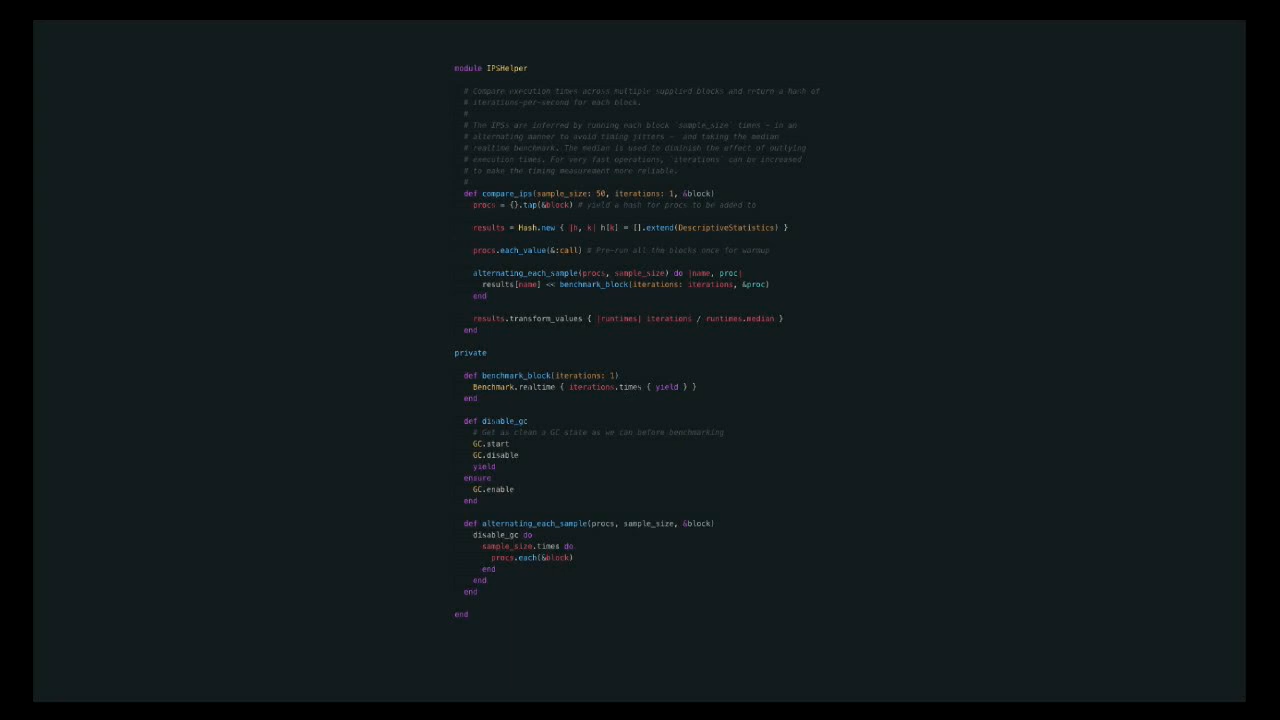 module IPSHelper
# Compare execution times across multiple supplied blocks and return a hash of
# iterations-per-second for each block.
#
# The IPSs are inferred by running each block `sample_size` times - in an
# alternating manner to avoid timing jitters -  and taking the median
# realtime benchmark. The median is used to diminish the affect of outlying
# execution times. For very fast operations, `iterations` can be increased
# to make the timing measurement more reliable.
#
def compare_ips(sample_size: 50, iterations: 1, &block)
procs = {}.tap(&block) # yield a hash for procs to be added to
results = Hash.new { |h, k| h[k] = [].extend(DescriptiveStatistics) }
procs.each_value(&:call) # Pre-run all the blocks once for warmup
alternating_each_sample(procs, sample_size) do |name, proc|
results[name] << benchmark_block(iterations: iterations, &proc)
end
results.transform_values { |runtimes| iterations / runtimes.median }
end
private
def benchmark_block(iterations: 1)
Benchmark.realtime { iterations.times { yield } }
end
def disable_gc
# Get as clean a GC state as we can before benchmarking
GC.start
GC.disable
yield
ensure
GC.enable
end
def alternating_each_sample(procs, sample_size, &block)
disable_gc do
sample_size.times do
procs.each(&block)
end
end
end
end